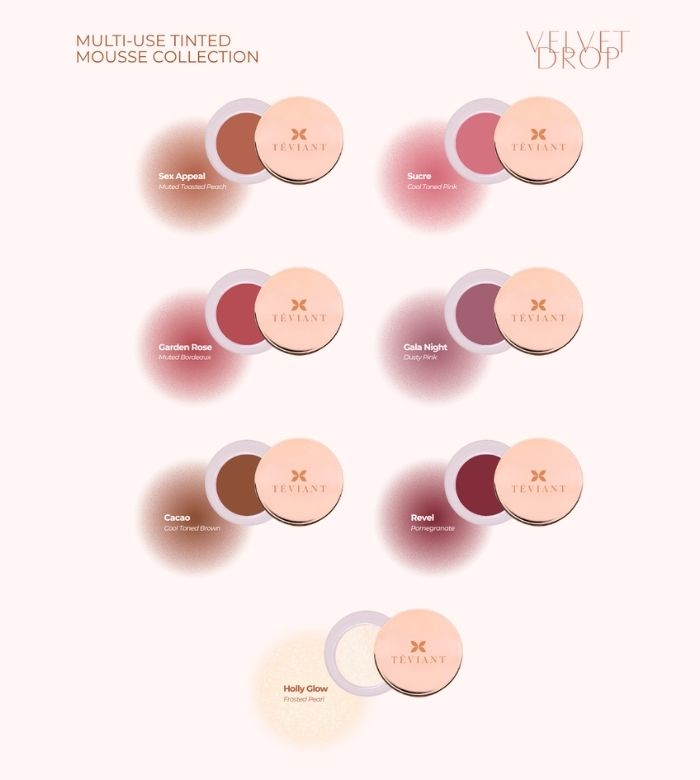 MULTI-USE TINTED
MOUSSE COLLECTION
VELVET
DROP
TÉVIANT
Sex Appeal
Muted Toasted Peach
TÉVIANT
Sucre
Cool Toned Pink
TÉVIANT
Garden Rose
Muted Bordeaux
TÉVIANT
Gala Night
Dusty Pink
TÉVIANT
Cacao
Cool Toned Brown
TÉVIANT
Revel
Pomegranate
TÉVIANT
Holly Glow
Frosted Pearl